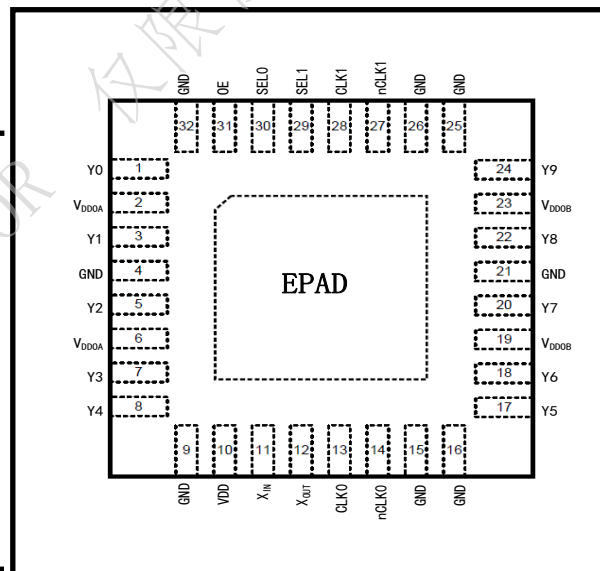 仅限
OR
GND OE SEL0 SEL1 CLK1 nCLK1 GND GND
32 31 30 29 28 27 26 25
Y0 1 24 Y9
VDDOA 2 23 VDDOB
Y1 3 22 Y8
GND 4 21 GND
EPAD
Y2 5 20 Y7
VDDOA 6 19 VDDOB
Y3 7 18 Y6
Y4 8 17 Y5
9 10 11 12 13 14 15 16
GND VDD XIN XOUT CLK0 nCLK0 GND GND